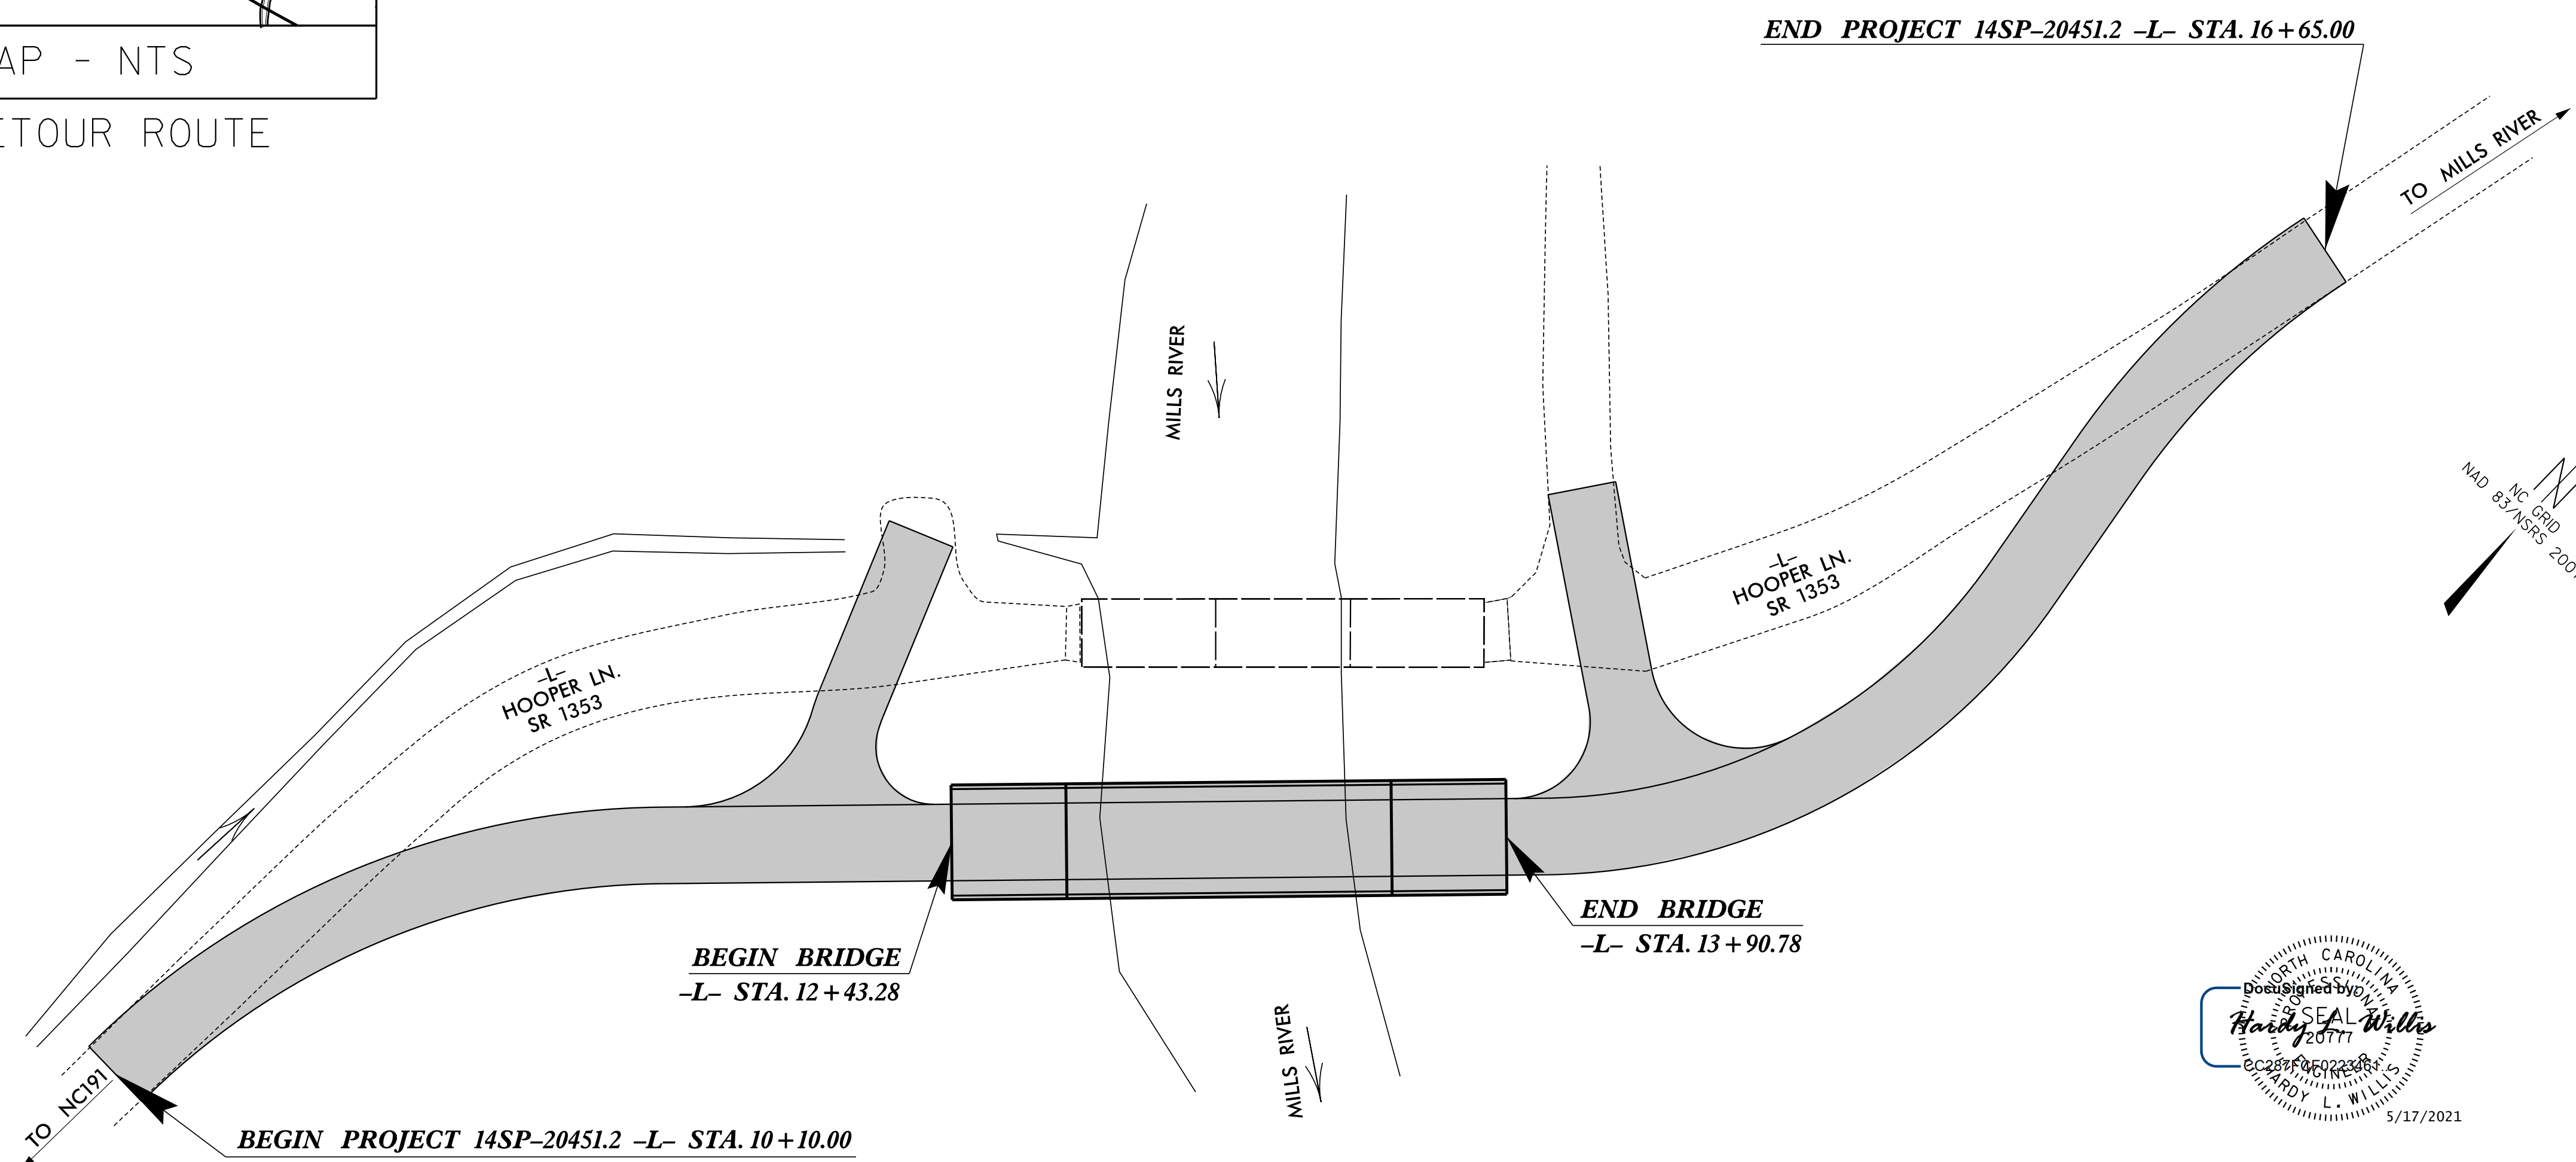 END PROJECT 14SP-20451.2 -L- STA. 16+65.00
AP - NTS
ETOUR ROUTE
TO MILLS RIVER
MILLS RIVER
NAD 83/NSRS 200
NC GRID
-L-
HOOPER LN.
SR 1353
-L-
HOOPER LN.
SR 1353
BEGIN BRIDGE
-L- STA. 12+43.28
END BRIDGE
-L- STA. 13+90.78
MILLS RIVER
TO NC191
BEGIN PROJECT 14SP-20451.2 -L- STA. 10+10.00
NORTH CAROLINA
PROFESSIONAL
DocuSigned by:
SEAL
Hardy L. Willis
20777
ENGINEER
HARDY L. WILLIS
5/17/2021